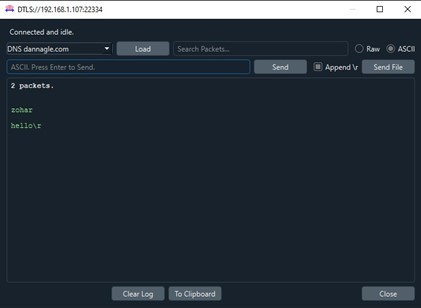 DTLS://192.168.1.107:22334
Connected and idle.
DNS dannagle.com Load Search Packets... Raw ASCII
ASCII. Press Enter to Send. Send Append \r Send File
2 packets.
zohar
hello\r
Clear Log To Clipboard Close